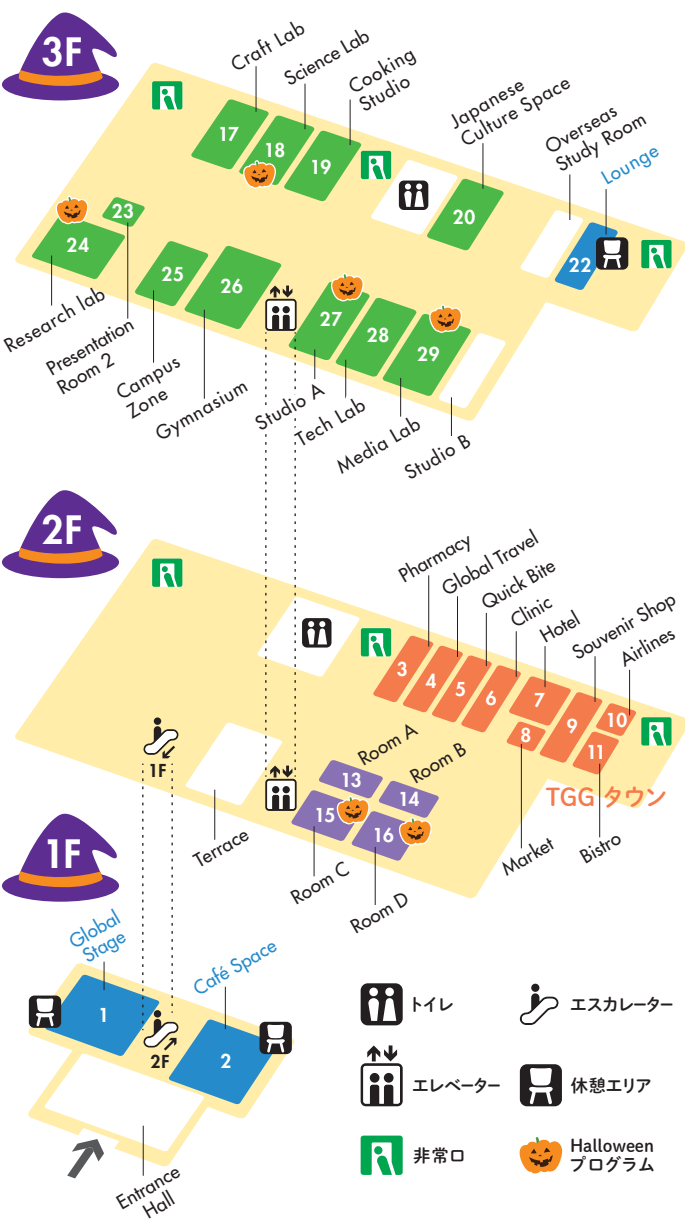 3F
Craft Lab
Science Lab
Cooking
Studio
Japanese
Culture Space
Overseas
Study Room
Lounge
17
18
19
20
22
23
24
25
26
27
28
29
Research lab
Presentation
Room 2
Campus
Zone
Gymnasium
Studio A
Tech Lab
Media Lab
Studio B
2F
Pharmacy
Global Travel
Quick Bite
Clinic
Hotel
Souvenir Shop
Airlines
3
4
5
6
7
8
9
10
11
1F
Terrace
Room A
Room B
13
14
15
16
Room C
Room D
TGG タウン
Market
Bistro
1F
Global
Stage
Café Space
1
2F
2
Entrance
Hall
トイレ
エスカレーター
エレベーター
休憩エリア
非常口
Halloween
プログラム